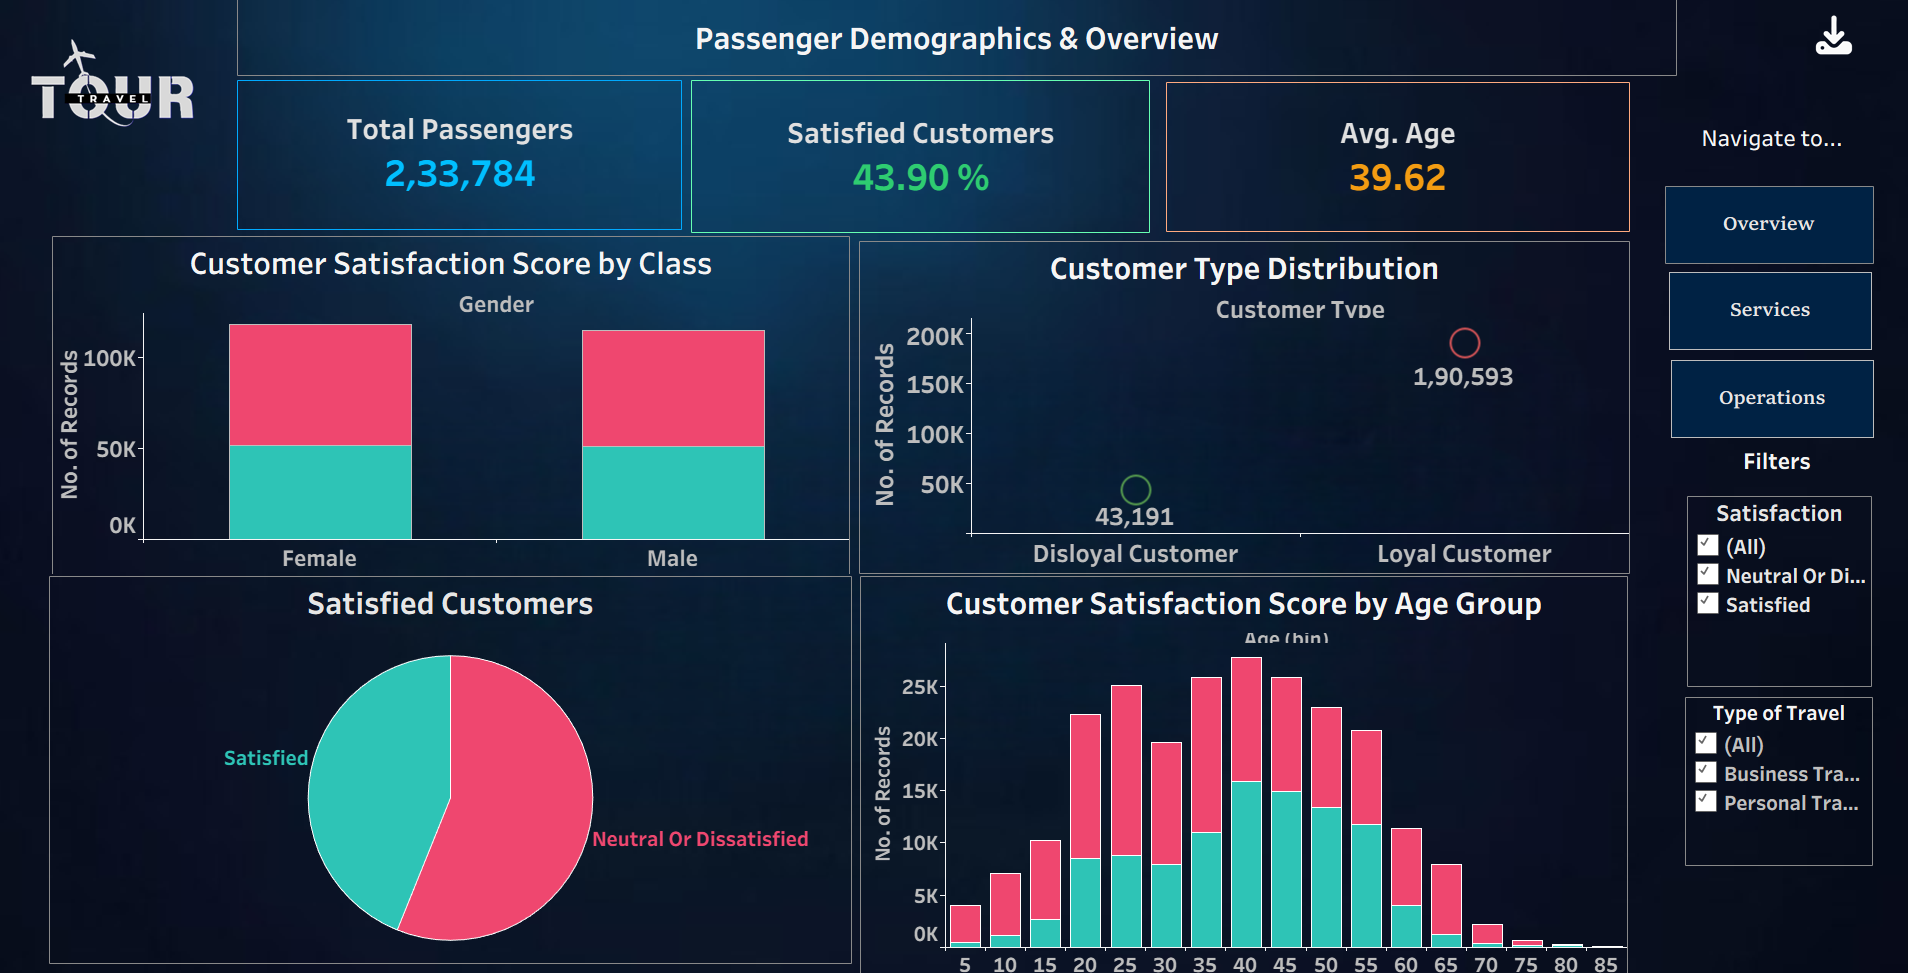 Passenger Demographics & Overview
TOUR
TRAVEL
Total Passengers
2,33,784
Satisfied Customers
43.90 %
Avg. Age
39.62
Navigate to...
Overview
Services
Operations
Filters
Satisfaction
(All)
Neutral Or Di...
Satisfied
Type of Travel
(All)
Business Tra...
Personal Tra...
Customer Satisfaction Score by Class
Gender
No. of Records
100K
50K
0K
Female Male
Customer Type Distribution
Customer Type
No. of Records
200K
150K
100K
50K
1,90,593
43,191
Disloyal Customer Loyal Customer
Satisfied Customers
Satisfied
Neutral Or Dissatisfied
Customer Satisfaction Score by Age Group
Age (bin)
No. of Records
25K
20K
15K
10K
5K
0K
5 10 15 20 25 30 35 40 45 50 55 60 65 70 75 80 85